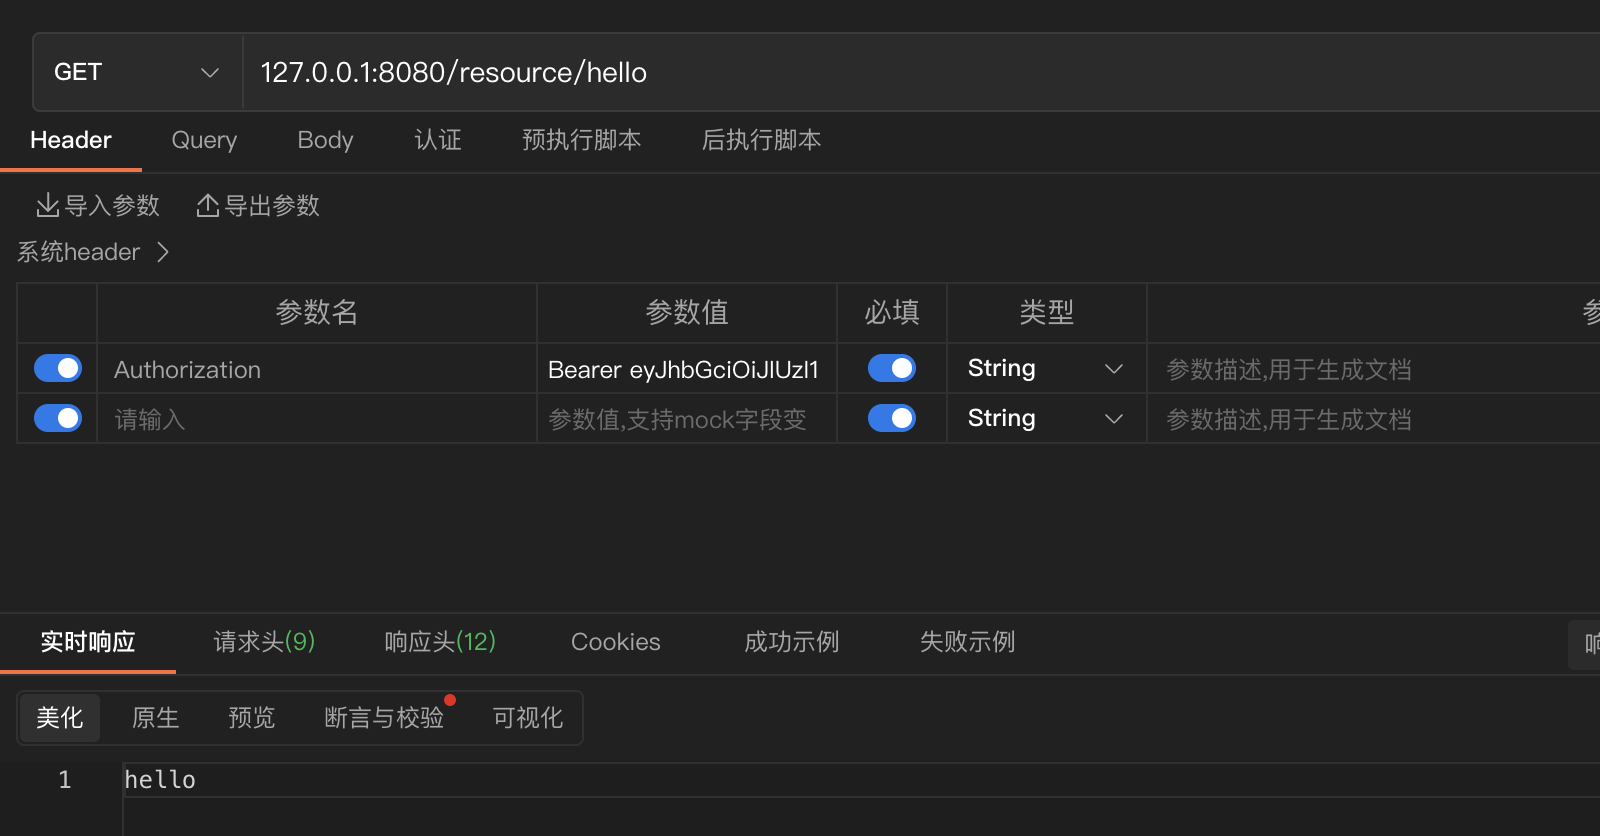 GET 127.0.0.1:8080/resource/hello
Header Query Body 认证 预执行脚本 后执行脚本
导入参数 导出参数
系统header
参数名 参数值 必填 类型 参
Authorization Bearer eyJhbGciOiJIUzI1 String 参数描述,用于生成文档
请输入 参数值,支持mock字段变 String 参数描述,用于生成文档
实时响应 请求头(9) 响应头(12) Cookies 成功示例 失败示例 响
美化 原生 预览 断言与校验 可视化
1 hello